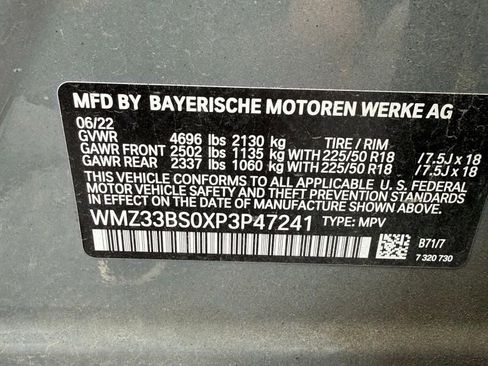 MFD BY BAYERISCHE MOTOREN WERKE AG
06/22
GVWR 4696 lbs 2130 kg TIRE / RIM
GAWR FRONT 2502 lbs 1135 kg WITH 225/50 R18 / 7.5J x 18
GAWR REAR 2337 lbs 1060 kg WITH 225/50 R18 / 7.5J x 18
THIS VEHICLE CONFORMS TO ALL APPLICABLE U. S. FEDERAL
MOTOR VEHICLE SAFETY AND THEFT PREVENTION STANDARDS
IN EFFECT ON THE DATE OF MANUFACTURE SHOWN ABOVE.
WMZ33BS0XP3P47241 TYPE: MPV
B71/7
7 320 730